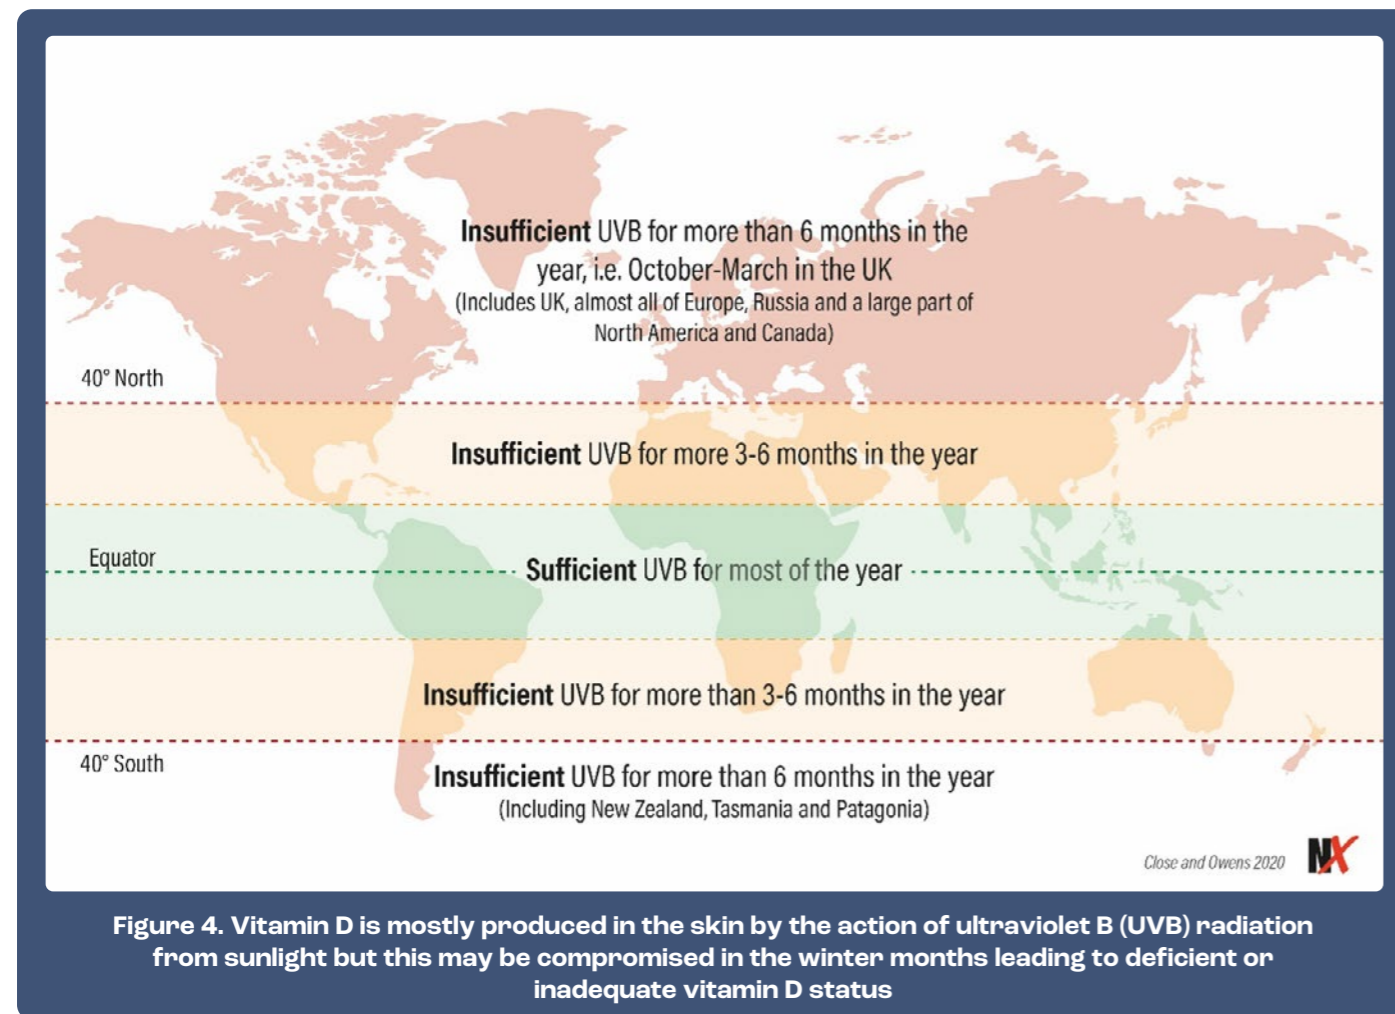 Insufficient UVB for more than 6 months in the
year, i.e. October-March in the UK
(Includes UK, almost all of Europe, Russia and a large part of
North America and Canada)
40° North
Insufficient UVB for more 3-6 months in the year
Equator
Sufficient UVB for most of the year
Insufficient UVB for more than 3-6 months in the year
40° South
Insufficient UVB for more than 6 months in the year
(Including New Zealand, Tasmania and Patagonia)
Close and Owens 2020
NX
Figure 4. Vitamin D is mostly produced in the skin by the action of ultraviolet B (UVB) radiation
from sunlight but this may be compromised in the winter months leading to deficient or
inadequate vitamin D status